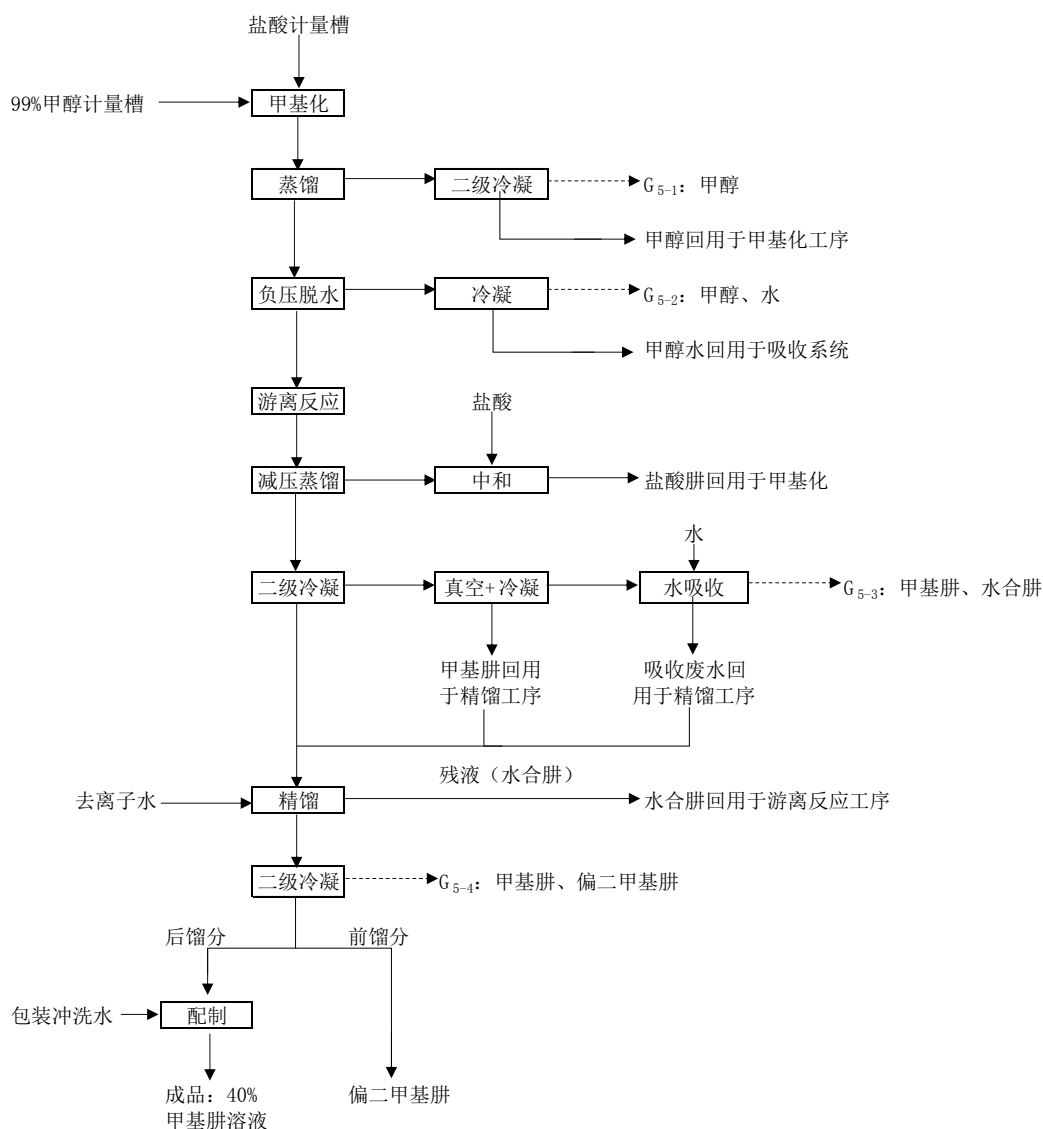 盐酸计量槽
99%甲醇计量槽
甲基化
蒸馏
二级冷凝
G5-1：甲醇
甲醇回用于甲基化工序
负压脱水
冷凝
G5-2：甲醇、水
甲醇水回用于吸收系统
游离反应
盐酸
减压蒸馏
中和
盐酸肼回用于甲基化
水
二级冷凝
真空+冷凝
水吸收
G5-3：甲基肼、水合肼
甲基肼回用
于精馏工序
吸收废水回
用于精馏工序
残液（水合肼）
去离子水
精馏
水合肼回用于游离反应工序
二级冷凝
G5-4：甲基肼、偏二甲基肼
后馏分
前馏分
包装冲洗水
配制
成品：40%
甲基肼溶液
偏二甲基肼